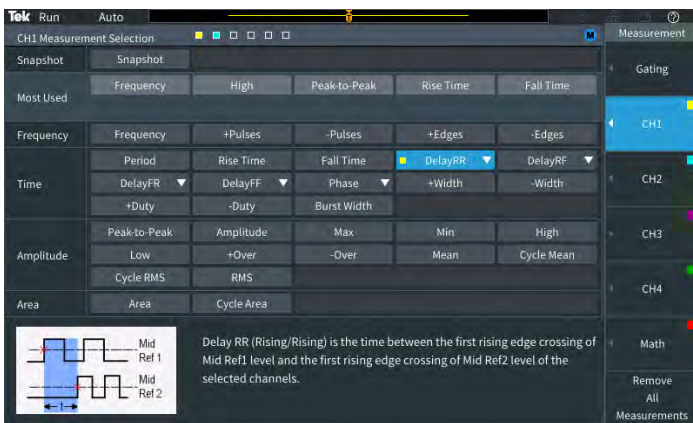 Tek Run Auto
CH1 Measurement Selection M Measurement
Snapshot Snapshot
Gating
Most Used Frequency High Peak-to-Peak Rise Time Fall Time
CH1
Frequency Frequency +Pulses -Pulses +Edges -Edges
Time Period Rise Time Fall Time DelayRR DelayRF
DelayFR DelayFF Phase +Width -Width
CH2
+Duty -Duty Burst Width
Amplitude Peak-to-Peak Amplitude Max Min High
CH3
Low +Over -Over Mean Cycle Mean
Cycle RMS RMS
CH4
Area Area Cycle Area
Mid
Ref 1
Mid
Ref 2
t
Delay RR (Rising/Rising) is the time between the first rising edge crossing of
Mid Ref1 level and the first rising edge crossing of Mid Ref2 level of the
selected channels.
Math
Remove
All
Measurements